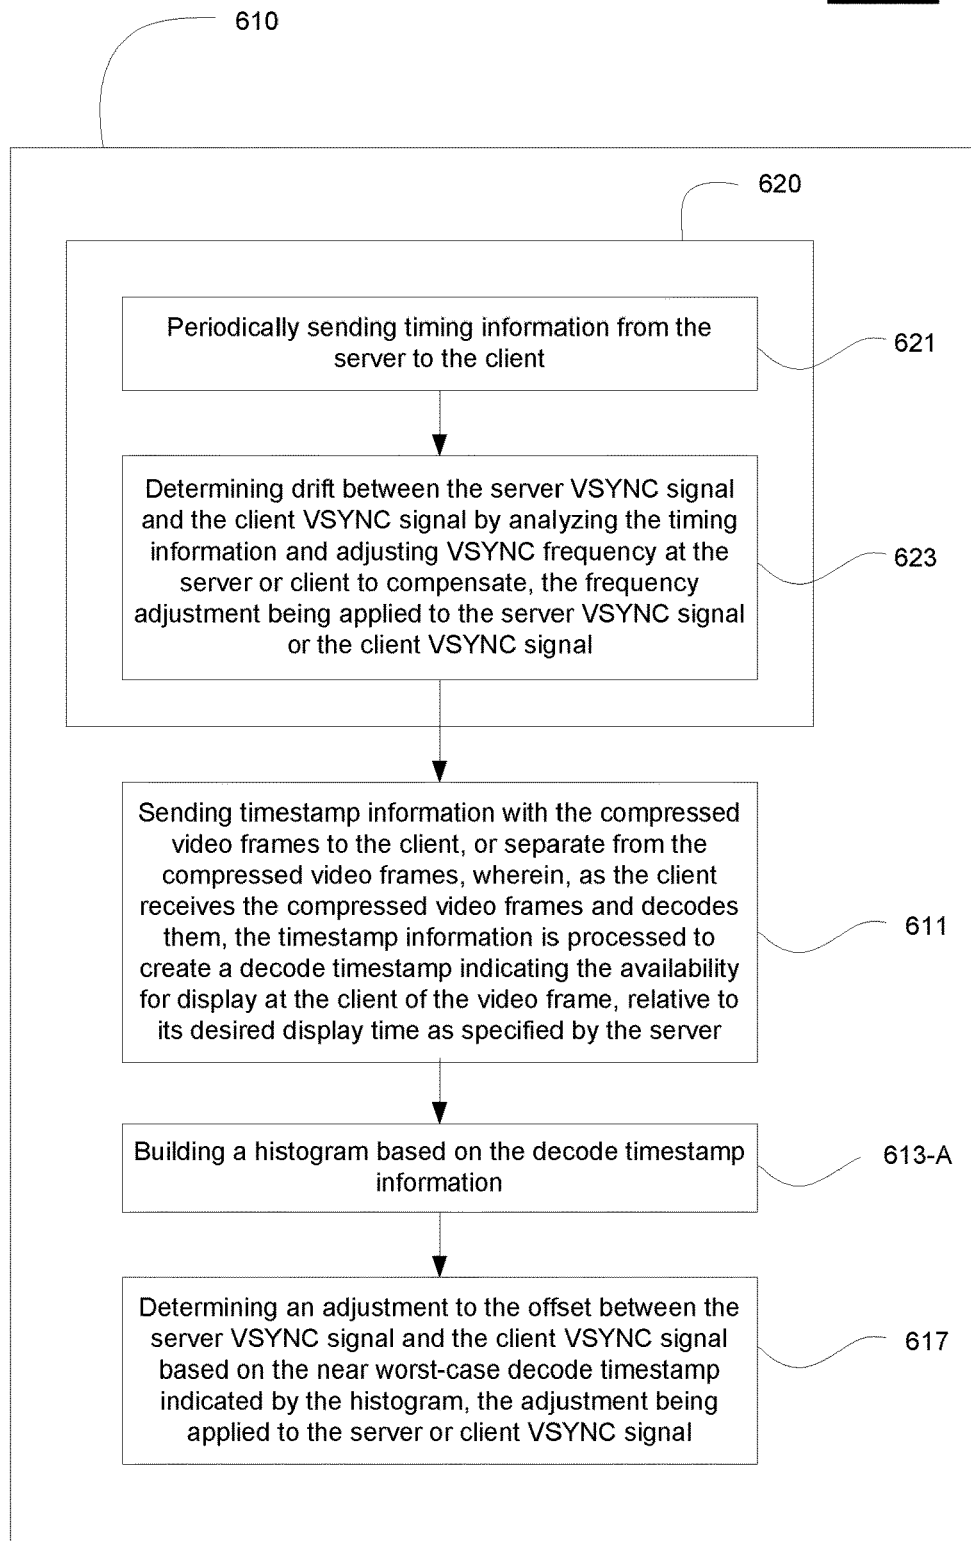 610
620
Periodically sending timing information from the
server to the client
621
Determining drift between the server VSYNC signal
and the client VSYNC signal by analyzing the timing
information and adjusting VSYNC frequency at the
server or client to compensate, the frequency
adjustment being applied to the server VSYNC signal
or the client VSYNC signal
623
Sending timestamp information with the compressed
video frames to the client, or separate from the
compressed video frames, wherein, as the client
receives the compressed video frames and decodes
them, the timestamp information is processed to
create a decode timestamp indicating the availability
for display at the client of the video frame, relative to
its desired display time as specified by the server
611
Building a histogram based on the decode timestamp
information
613-A
Determining an adjustment to the offset between the
server VSYNC signal and the client VSYNC signal
based on the near worst-case decode timestamp
indicated by the histogram, the adjustment being
applied to the server or client VSYNC signal
617